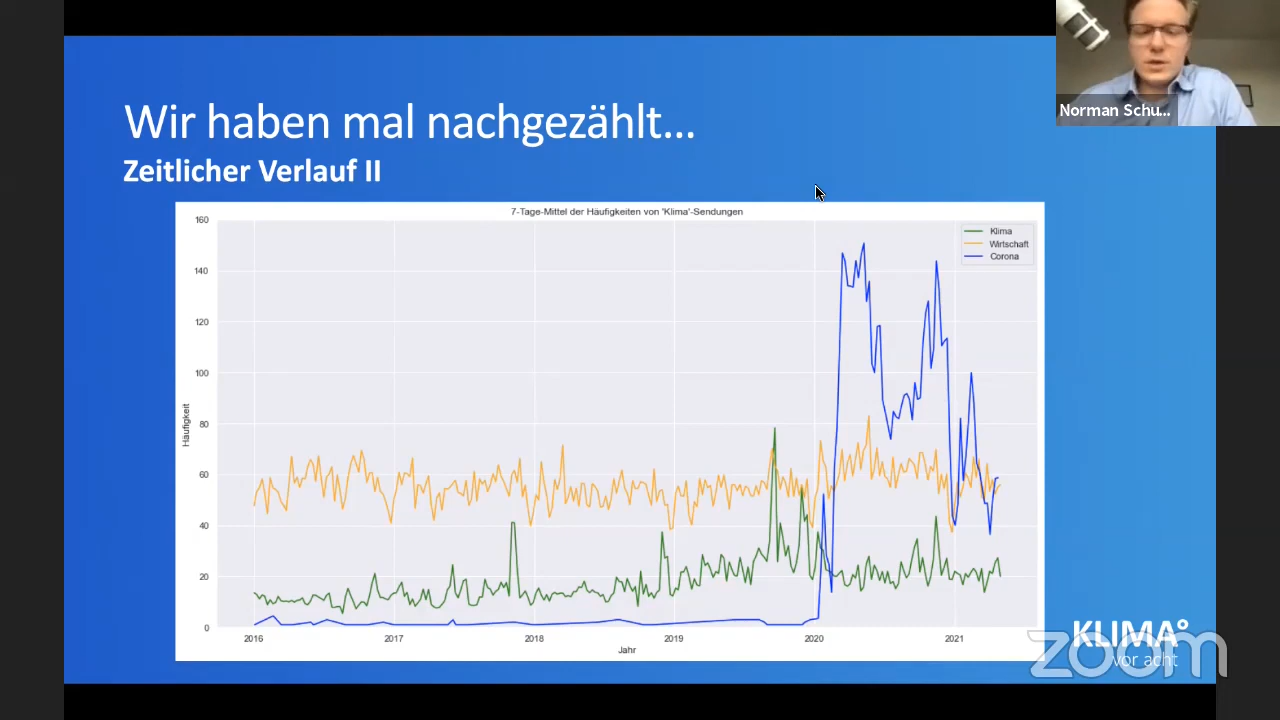 Norman Schu...
Wir haben mal nachgezählt...
Zeitlicher Verlauf II
7-Tage-Mittel der Häufigkeiten von 'Klima'-Sendungen
Klima
Wirtschaft
Corona
160
140
120
100
80
60
40
20
0
Häufigkeit
2016
2017
2018
2019
2020
2021
Jahr
KLIMA°
vor acht
zoom